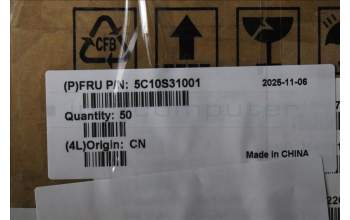 CFB
(P)FRU P/N: 5C10S31001
2025-11-06
Quantity: 50
(4L)Origin: CN
Made in CHINA